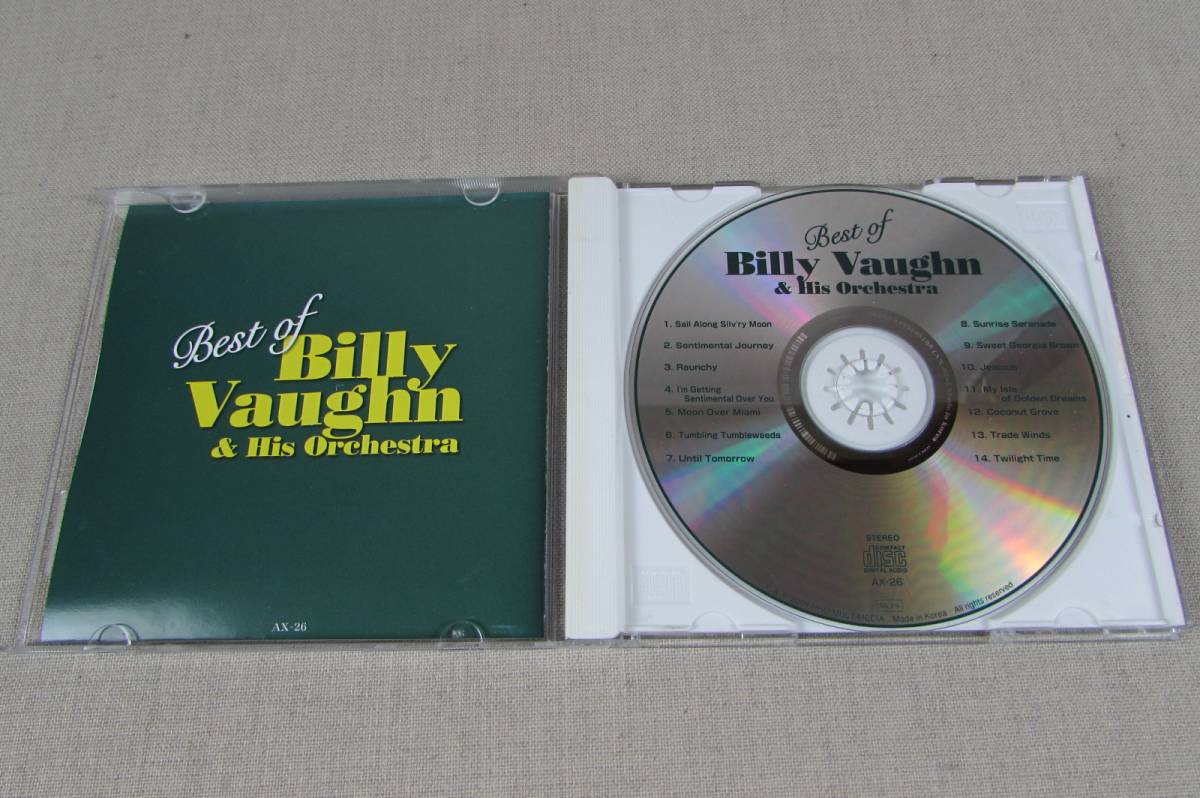 Best of
Billy
Vaughn
& His Orchestra
AX-26
Best of
Billy Vaughn
& His Orchestra
1. Sail Along Silv'ry Moon
2. Sentimental Journey
3. Raunchy
4. I'm Getting
Sentimental Over You
5. Moon Over Miami
6. Tumbling Tumbleweeds
7. Until Tomorrow
8. Sunrise Serenade
9. Sweet Georgia Brown
10.
11. My Isle
of Golden Dreams
12. Coconut Grove
13. Trade Winds
14. Twilight Time
STEREO
COMPACT
disc
DIGITAL AUDIO
AX-26
Made in Korea All rights reserved